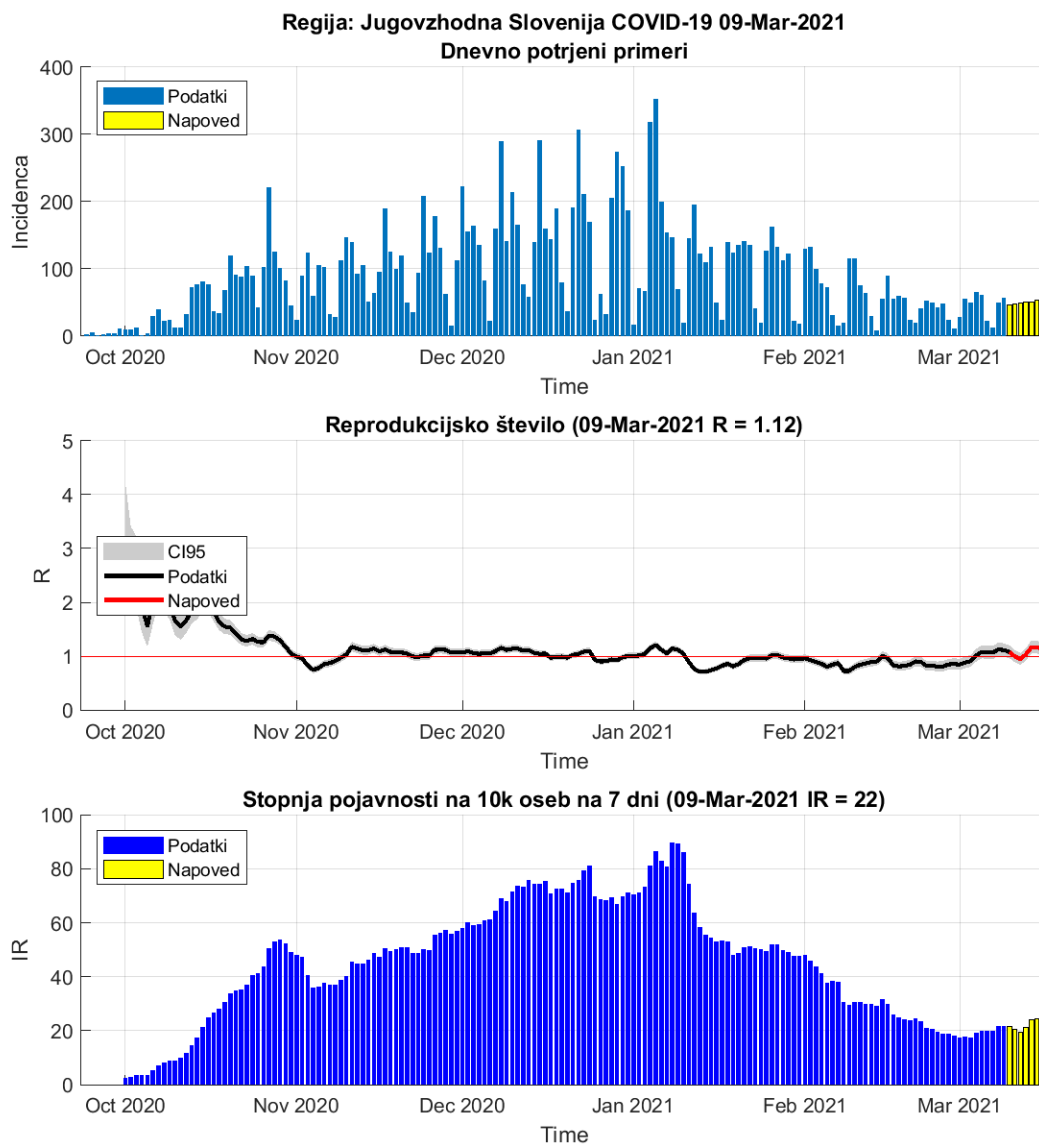 Regija: Jugovzhodna Slovenija COVID-19 09-Mar-2021
Dnevno potrjeni primeri
400
300
200
100
0
Incidenca
Podatki
Napoved
Oct 2020 Nov 2020 Dec 2020 Jan 2021 Feb 2021 Mar 2021
Time
Reprodukcijsko število (09-Mar-2021 R = 1.12)
5
4
3
2
1
0
R
CI95
Podatki
Napoved
Oct 2020 Nov 2020 Dec 2020 Jan 2021 Feb 2021 Mar 2021
Time
Stopnja pojavnosti na 10k oseb na 7 dni (09-Mar-2021 IR = 22)
100
80
60
40
20
0
IR
Podatki
Napoved
Oct 2020 Nov 2020 Dec 2020 Jan 2021 Feb 2021 Mar 2021
Time